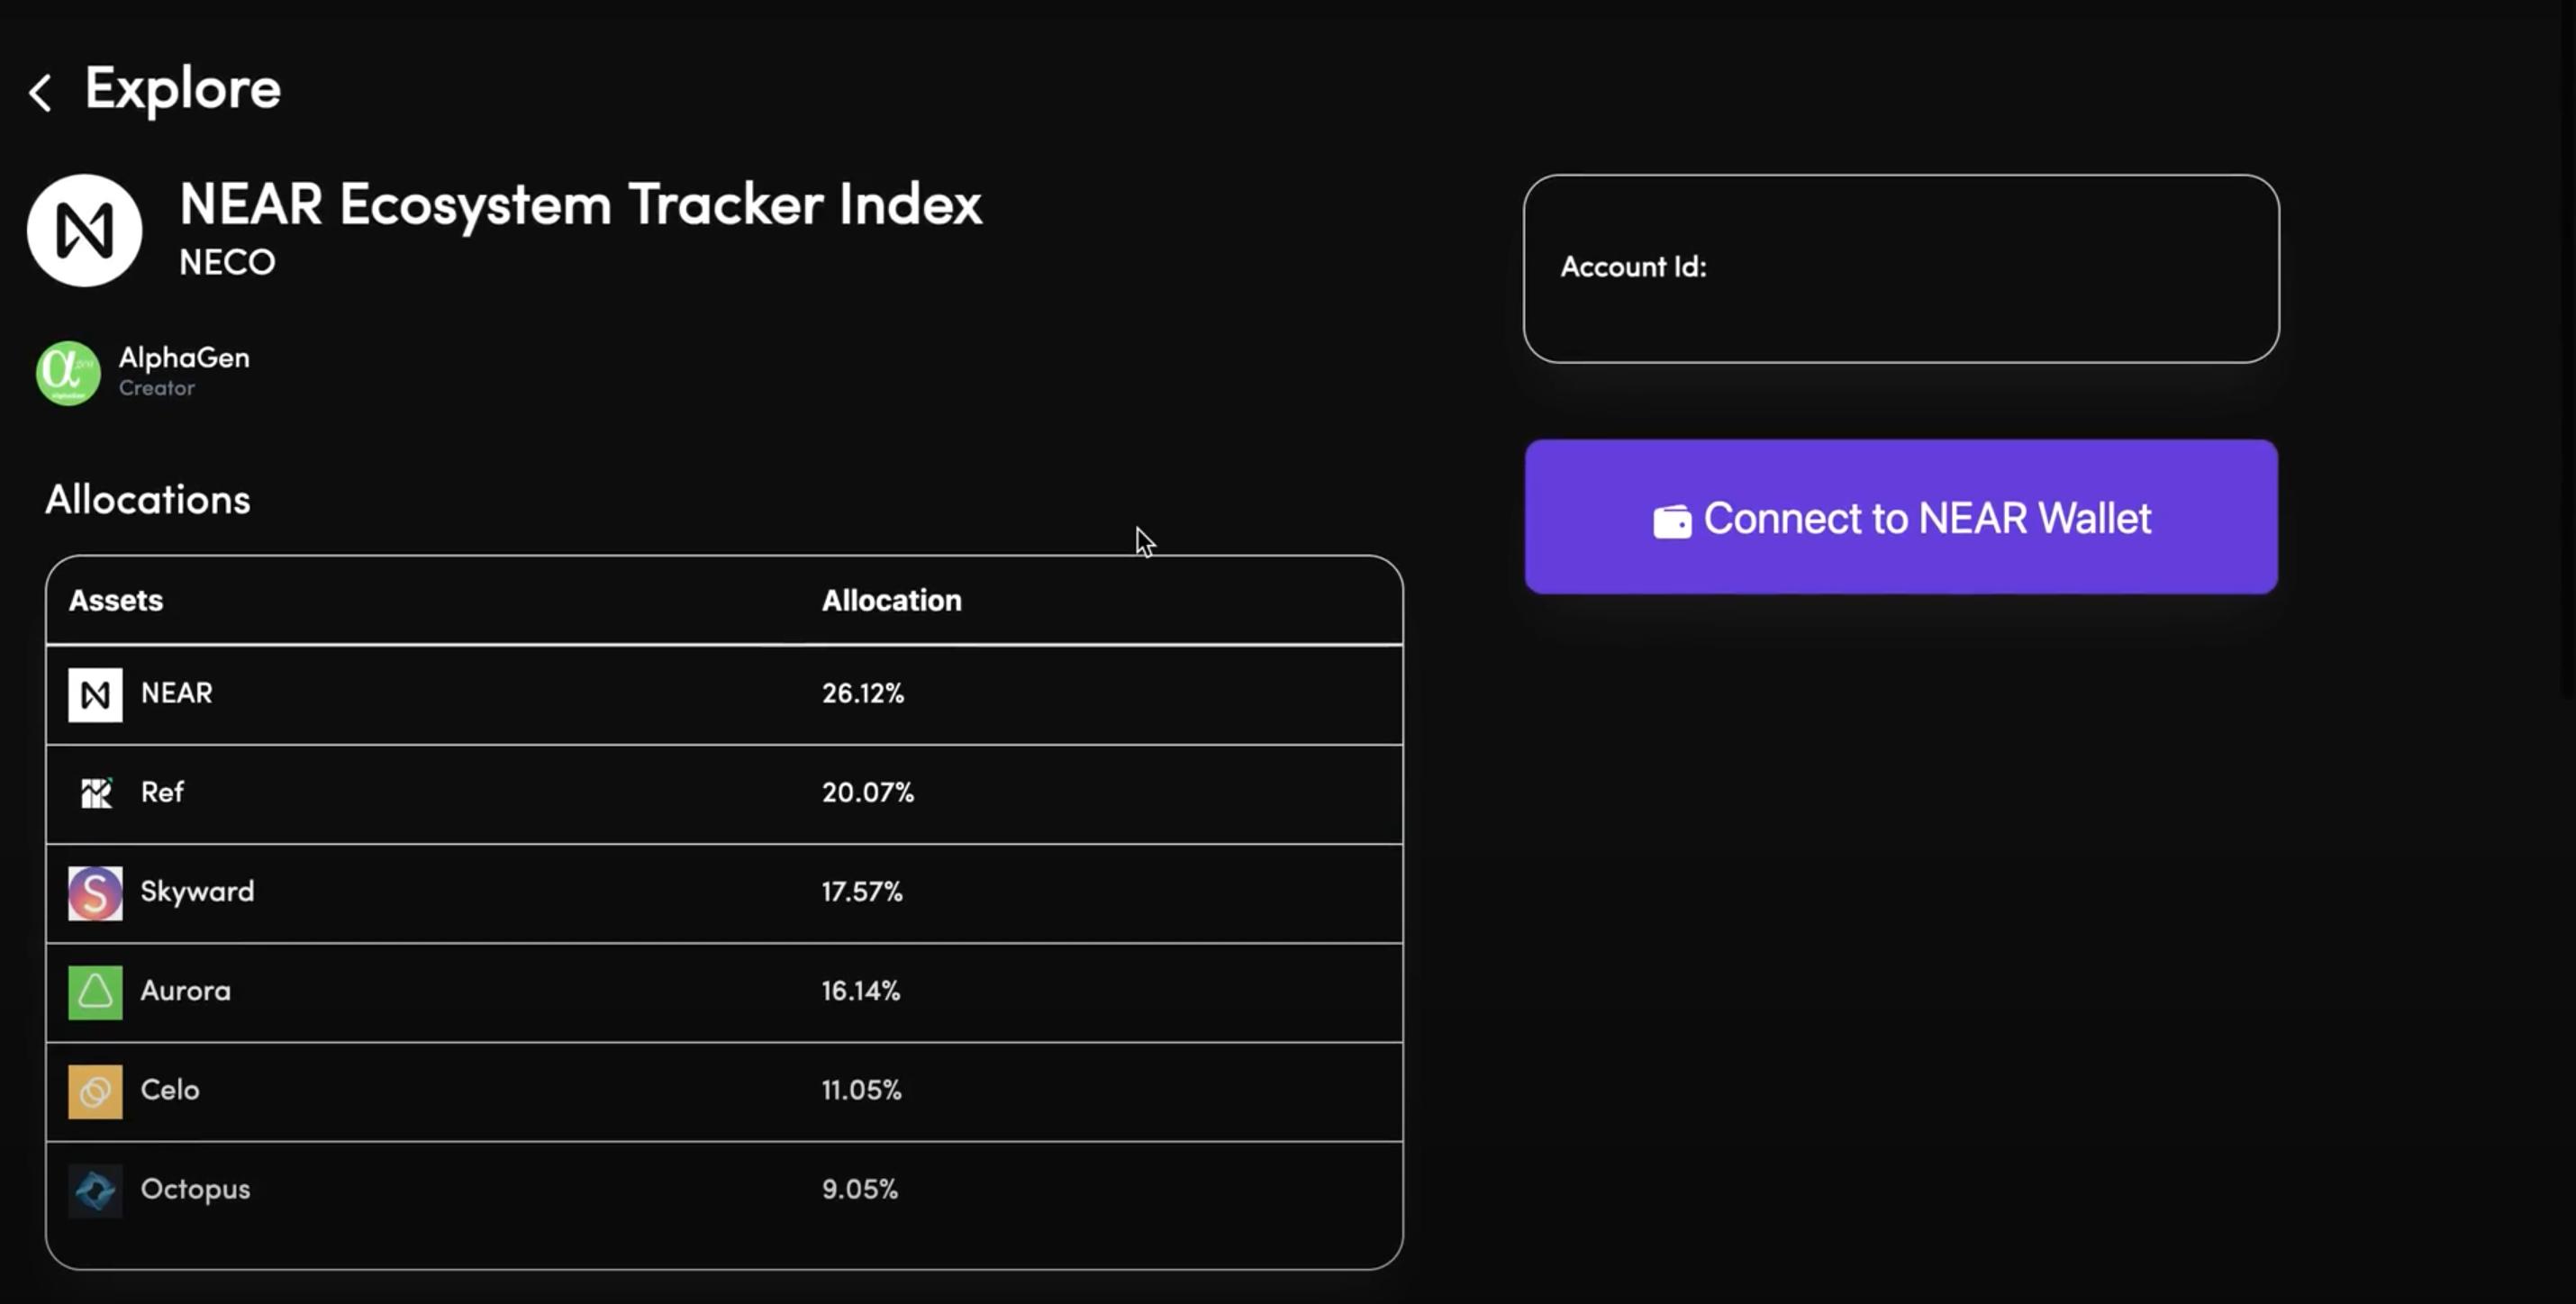 Explore
NEAR Ecosystem Tracker Index
NECO
AlphaGen
Creator
Allocations
Assets Allocation
NEAR 26.12%
Ref 20.07%
Skyward 17.57%
Aurora 16.14%
Celo 11.05%
Octopus 9.05%
Account Id:
Connect to NEAR Wallet